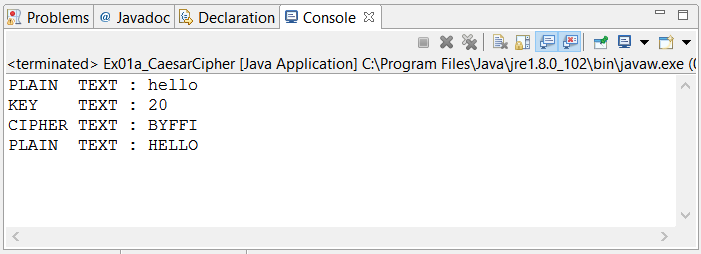 Problems @ Javadoc Declaration Console
<terminated> Ex01a_CaesarCipher [Java Application] C:\Program Files\Java\jre1.8.0_102\bin\javaw.exe (
PLAIN  TEXT : hello
KEY    TEXT : 20
CIPHER TEXT : BYFFI
PLAIN  TEXT : HELLO